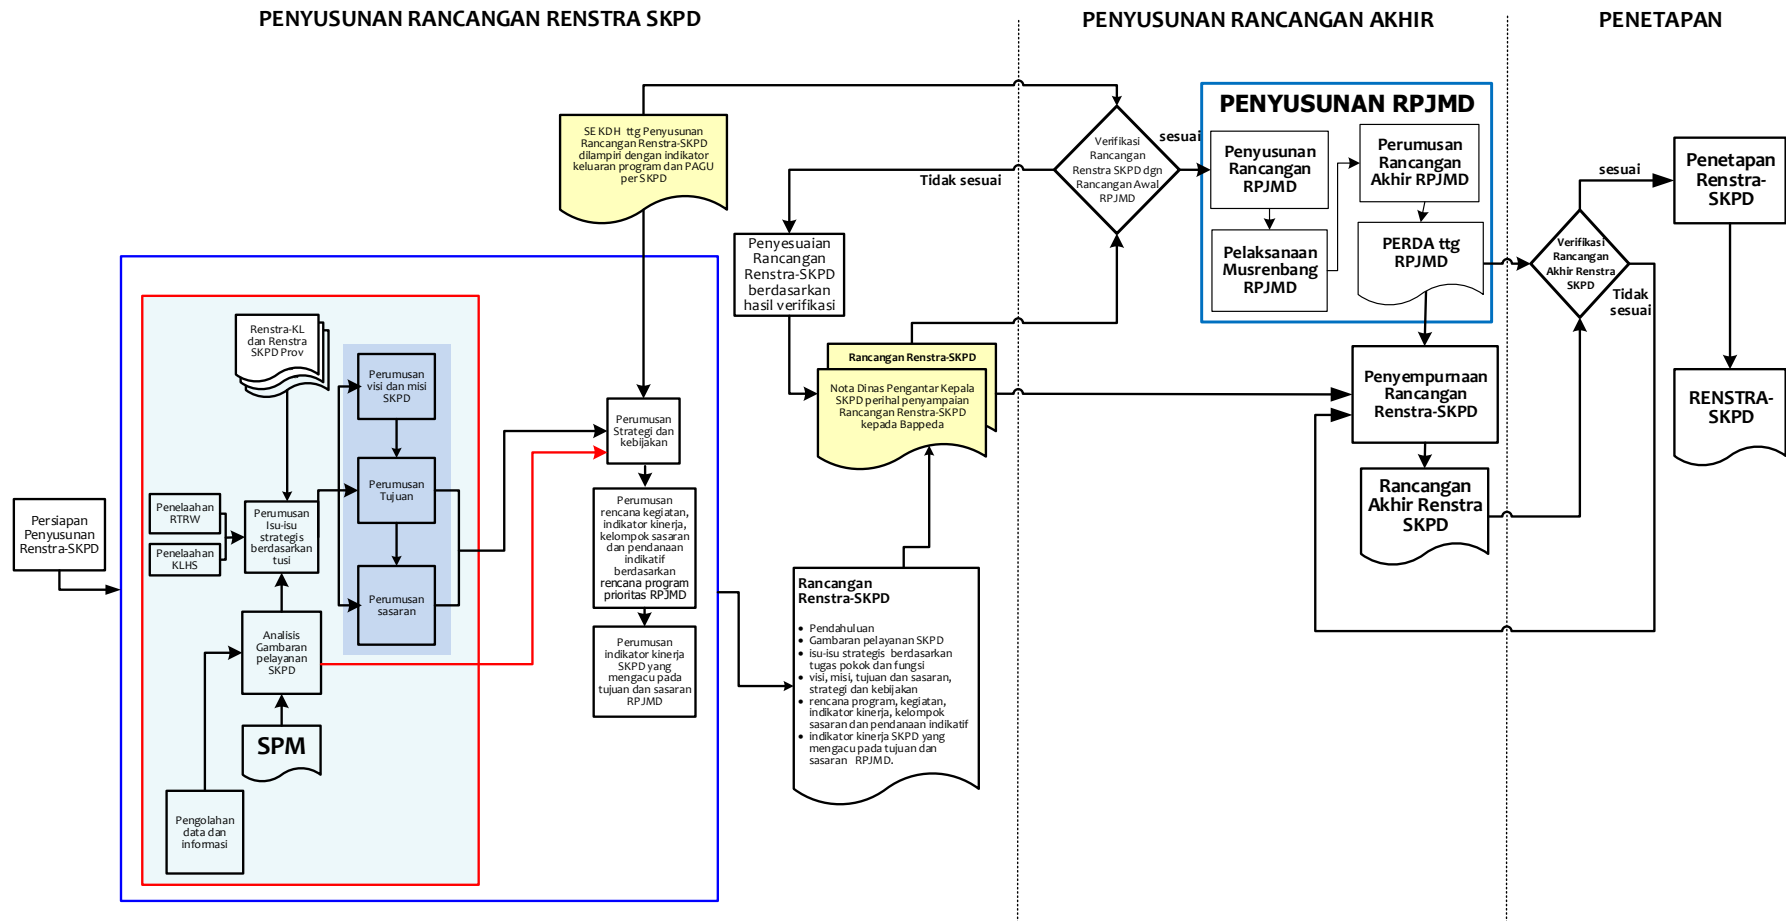 PENYUSUNAN RANCANGAN RENSTRA SKPD
PENYUSUNAN RANCANGAN AKHIR
PENETAPAN
SE KDH ttg Penyusunan
Rancangan Renstra-SKPD
dilampiri dengan indikator
keluaran program dan PAGU
per SKPD
Verifikasi
Rancangan
Renstra SKPD dgn
Rancangan Awal
RPJMD
sesuai
Tidak sesuai
PENYUSUNAN RPJMD
Penyusunan
Rancangan
RPJMD
Perumusan
Rancangan
Akhir RPJMD
Pelaksanaan
Musrenbang
RPJMD
PERDA ttg
RPJMD
sesuai
Penetapan
Renstra-
SKPD
Verifikasi
Rancangan
Akhir Renstra
SKPD
Tidak
sesuai
Penyesuaian
Rancangan
Renstra-SKPD
berdasarkan
hasil verifikasi
Renstra-KL
dan Renstra
SKPD Prov
Perumusan
visi dan misi
SKPD
Perumusan
Strategi dan
kebijakan
Rancangan Renstra-SKPD
Nota Dinas Pengantar Kepala
SKPD perihal penyampaian
Rancangan Renstra-SKPD
kepada Bappeda
Penyempurnaan
Rancangan
Renstra-SKPD
RENSTRA-
SKPD
Perumusan
Tujuan
Persiapan
Penyusunan
Renstra-SKPD
Penelaahan
RTRW
Penelaahan
KLHS
Perumusan
Isu-isu
strategis
berdasarkan
tusi
Perumusan
rencana kegiatan,
indikator kinerja,
kelompok sasaran
dan pendanaan
indikatif
berdasarkan
rencana program
prioritas RPJMD
Rancangan
Akhir Renstra
SKPD
Perumusan
sasaran
Analisis
Gambaran
pelayanan
SKPD
Perumusan
indikator kinerja
SKPD yang
mengacu pada
tujuan dan sasaran
RPJMD
Rancangan
Renstra-SKPD
• Pendahuluan
• Gambaran pelayanan SKPD
• isu-isu strategis berdasarkan
tugas pokok dan fungsi
• visi, misi, tujuan dan sasaran,
strategi dan kebijakan
• rencana program, kegiatan,
indikator kinerja, kelompok
sasaran dan pendanaan indikatif
• indikator kinerja SKPD yang
mengacu pada tujuan dan
sasaran RPJMD.
SPM
Pengolahan
data dan
informasi